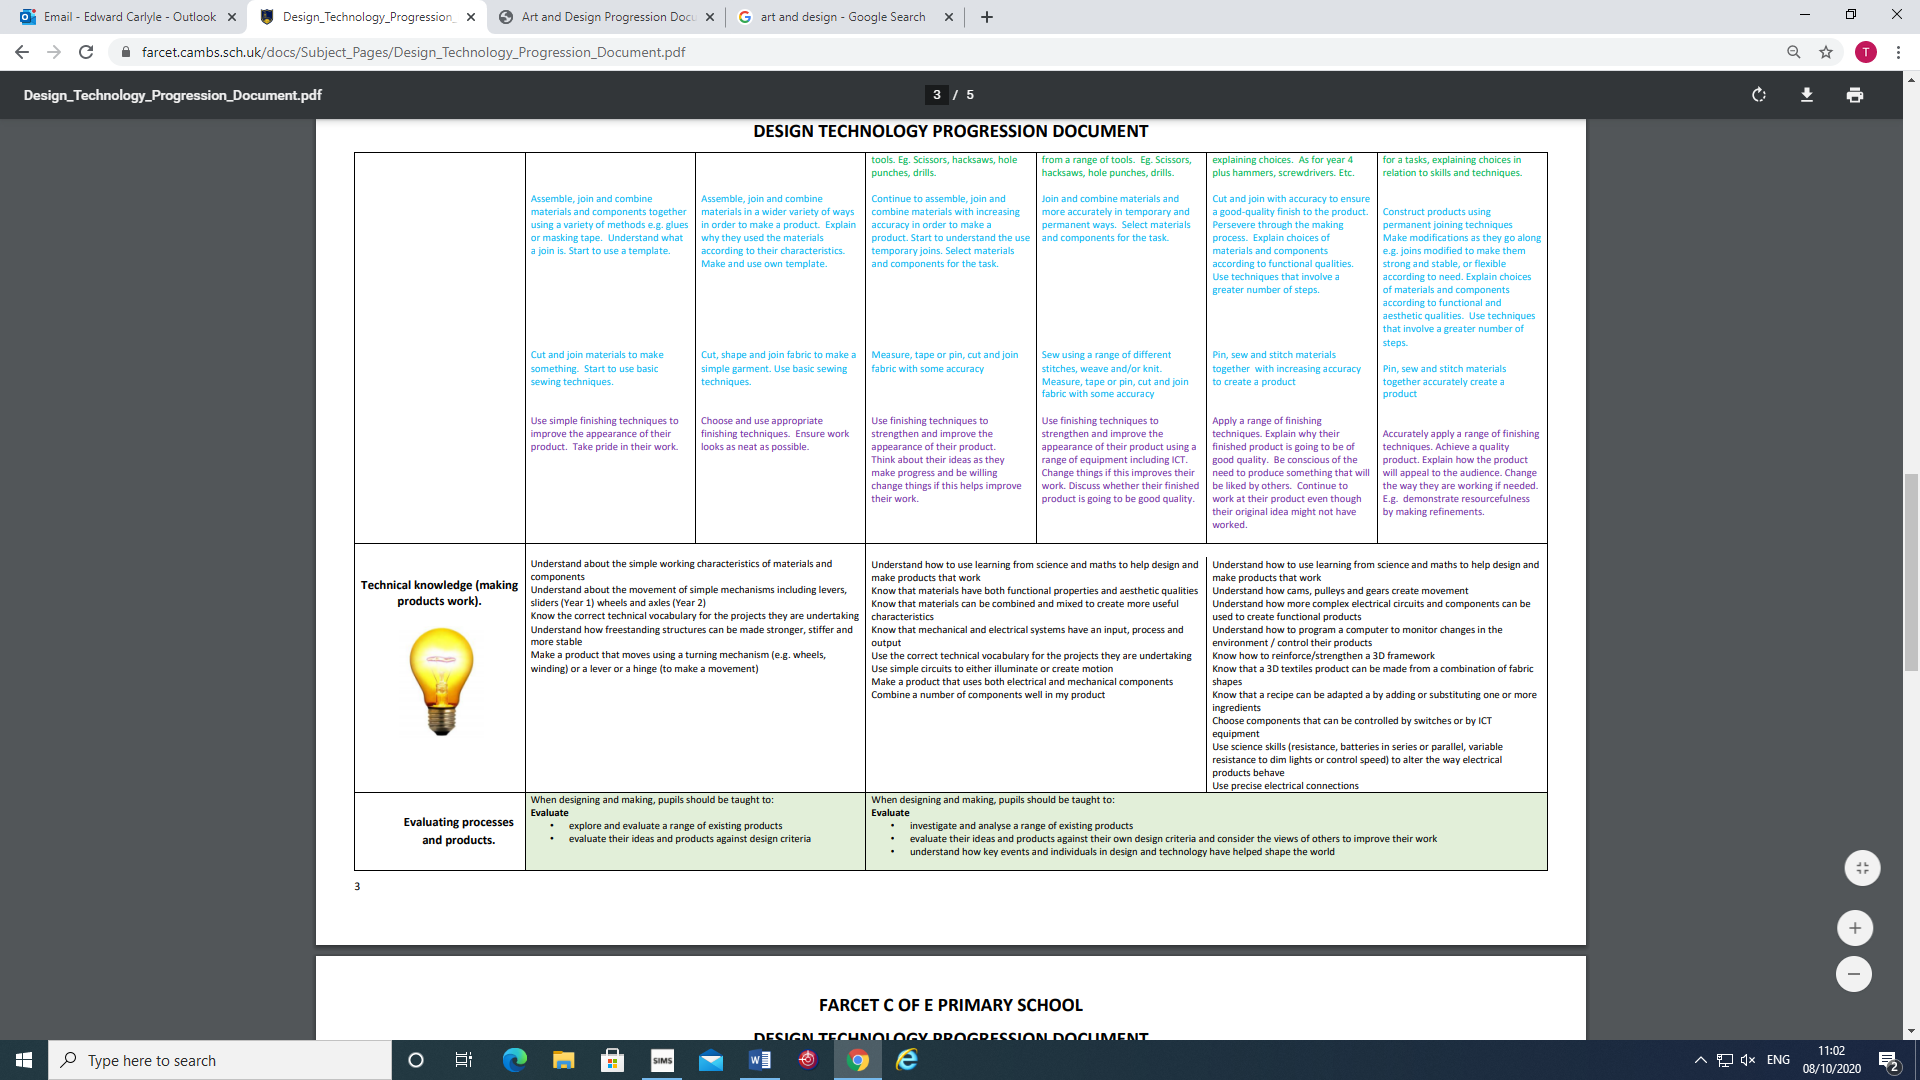 Email - Edward Carlyle - Outlook
Design_Technology_Progression_
Art and Design Progression Docu
art and design - Google Search
farcet.cambs.sch.uk/docs/Subject_Pages/Design_Technology_Progression_Document.pdf
T
Design_Technology_Progression_Document.pdf
3 / 5
DESIGN TECHNOLOGY PROGRESSION DOCUMENT
Assemble, join and combine
materials and components together
using a variety of methods e.g. glues
or masking tape. Understand what
a join is. Start to use a template.
Cut and join materials to make
something. Start to use basic
sewing techniques.
Use simple finishing techniques to
improve the appearance of their
product. Take pride in their work.
Assemble, join and combine
materials in a wider variety of ways
in order to make a product. Explain
why they used the materials
according to their characteristics.
Make and use own template.
Cut, shape and join fabric to make a
simple garment. Use basic sewing
techniques.
Choose and use appropriate
finishing techniques. Ensure work
looks as neat as possible.
tools. Eg. Scissors, hacksaws, hole
punches, drills.
Continue to assemble, join and
combine materials with increasing
accuracy in order to make a
product. Start to understand the use
temporary joins. Select materials
and components for the task.
Measure, tape or pin, cut and join
fabric with some accuracy
Use finishing techniques to
strengthen and improve the
appearance of their product.
Think about their ideas as they
make progress and be willing
change things if this helps improve
their work.
from a range of tools. Eg. Scissors,
hacksaws, hole punches, drills.
Join and combine materials and
more accurately in temporary and
permanent ways. Select materials
and components for the task.
Sew using a range of different
stitches, weave and/or knit.
Measure, tape or pin, cut and join
fabric with some accuracy
Use finishing techniques to
strengthen and improve the
appearance of their product using a
range of equipment including ICT.
Change things if this improves their
work. Discuss whether their finished
product is going to be good quality.
explaining choices. As for year 4
plus hammers, screwdrivers. Etc.
Cut and join with accuracy to ensure
a good-quality finish to the product.
Persevere through the making
process. Explain choices of
materials and components
according to functional qualities.
Use techniques that involve a
greater number of steps.
Pin, sew and stitch materials
together with increasing accuracy
to create a product
Apply a range of finishing
techniques. Explain why their
finished product is going to be of
good quality. Be conscious of the
need to produce something that will
be liked by others. Continue to
work at their product even though
their original idea might not have
worked.
for a tasks, explaining choices in
relation to skills and techniques.
Construct products using
permanent joining techniques
Make modifications as they go along
e.g. joins modified to make them
strong and stable, or flexible
according to need. Explain choices
of materials and components
according to functional and
aesthetic qualities. Use techniques
that involve a greater number of
steps.
Pin, sew and stitch materials
together accurately create a
product
Accurately apply a range of finishing
techniques. Achieve a quality
product. Explain how the product
will appeal to the audience. Change
the way they are working if needed.
E.g. demonstrate resourcefulness
by making refinements.
Technical knowledge (making
products work).
Understand about the simple working characteristics of materials and
components
Understand about the movement of simple mechanisms including levers,
sliders (Year 1) wheels and axles (Year 2)
Know the correct technical vocabulary for the projects they are undertaking
Understand how freestanding structures can be made stronger, stiffer and
more stable
Make a product that moves using a turning mechanism (e.g. wheels,
winding) or a lever or a hinge (to make a movement)
Understand how to use learning from science and maths to help design and
make products that work
Know that materials have both functional properties and aesthetic qualities
Know that materials can be combined and mixed to create more useful
characteristics
Know that mechanical and electrical systems have an input, process and
output
Use the correct technical vocabulary for the projects they are undertaking
Use simple circuits to either illuminate or create motion
Make a product that uses both electrical and mechanical components
Combine a number of components well in my product
Understand how to use learning from science and maths to help design and
make products that work
Understand how cams, pulleys and gears create movement
Understand how more complex electrical circuits and components can be
used to create functional products
Understand how to program a computer to monitor changes in the
environment / control their products
Know how to reinforce/strengthen a 3D framework
Know that a 3D textiles product can be made from a combination of fabric
shapes
Know that a recipe can be adapted a by adding or substituting one or more
ingredients
Choose components that can be controlled by switches or by ICT
equipment
Use science skills (resistance, batteries in series or parallel, variable
resistance to dim lights or control speed) to alter the way electrical
products behave
Use precise electrical connections
Evaluating processes
and products.
When designing and making, pupils should be taught to:
Evaluate
• explore and evaluate a range of existing products
• evaluate their ideas and products against design criteria
When designing and making, pupils should be taught to:
Evaluate
• investigate and analyse a range of existing products
• evaluate their ideas and products against their own design criteria and consider the views of others to improve their work
• understand how key events and individuals in design and technology have helped shape the world
3
FARCET C OF E PRIMARY SCHOOL
DESIGN TECHNOLOGY PROGRESSION DOCUMENT
Type here to search
SIMS
ENG
11:02
08/10/2020
2